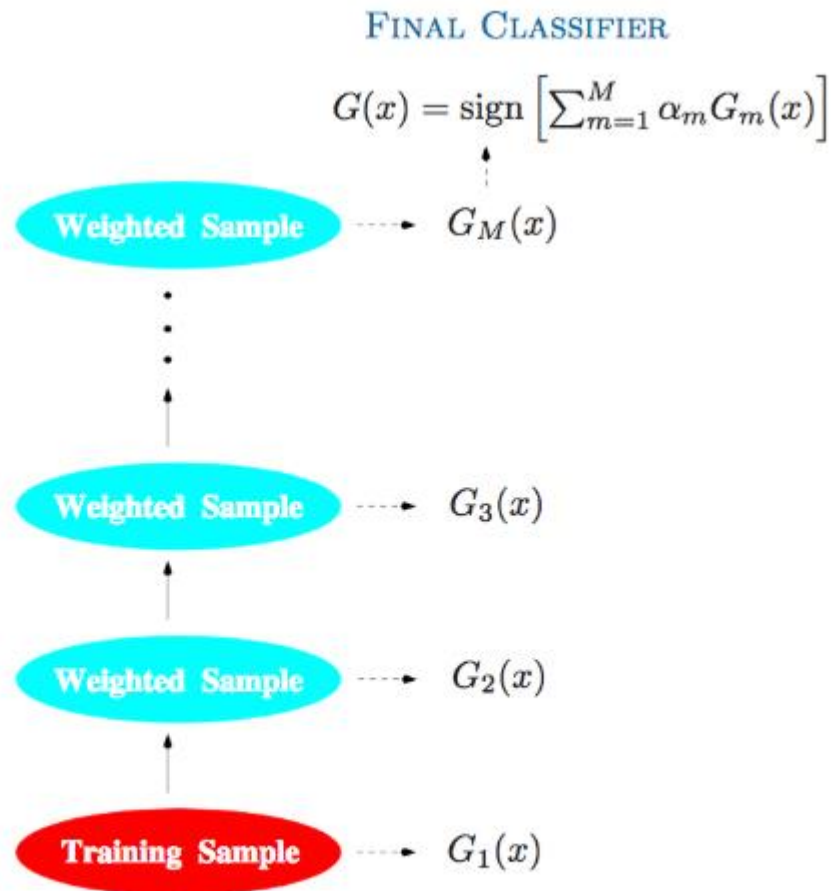 FINAL CLASSIFIER
G(x) = sign [∑_{m=1}^{M} α_m G_m(x)]
Weighted Sample G_M(x)
Weighted Sample G_3(x)
Weighted Sample G_2(x)
Training Sample G_1(x)